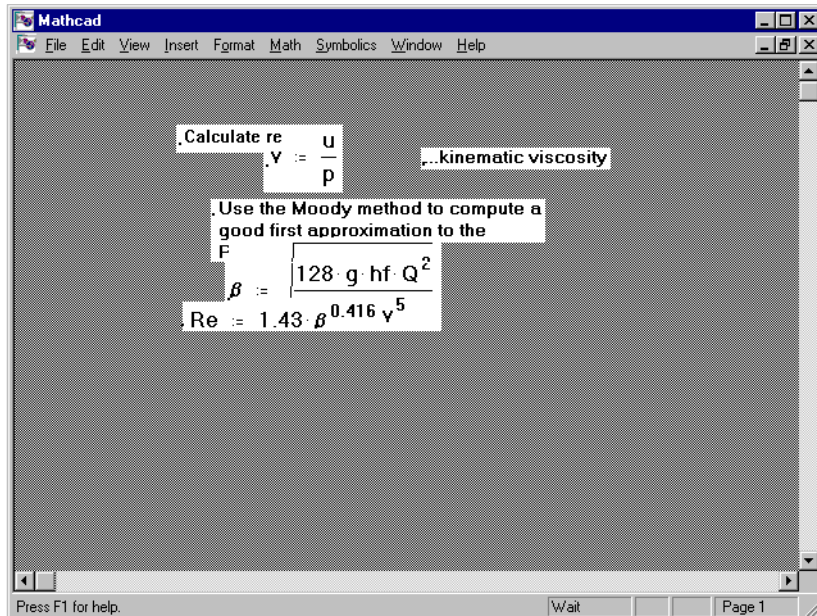 Mathcad
File Edit View Insert Format Math Symbolics Window Help
Calculate re
v := u/p
...kinematic viscosity
Use the Moody method to compute a
good first approximation to the
β := √128 · g · hf · Q²
Re := 1.43 · β^0.416 v⁵
Press F1 for help. Wait Page 1